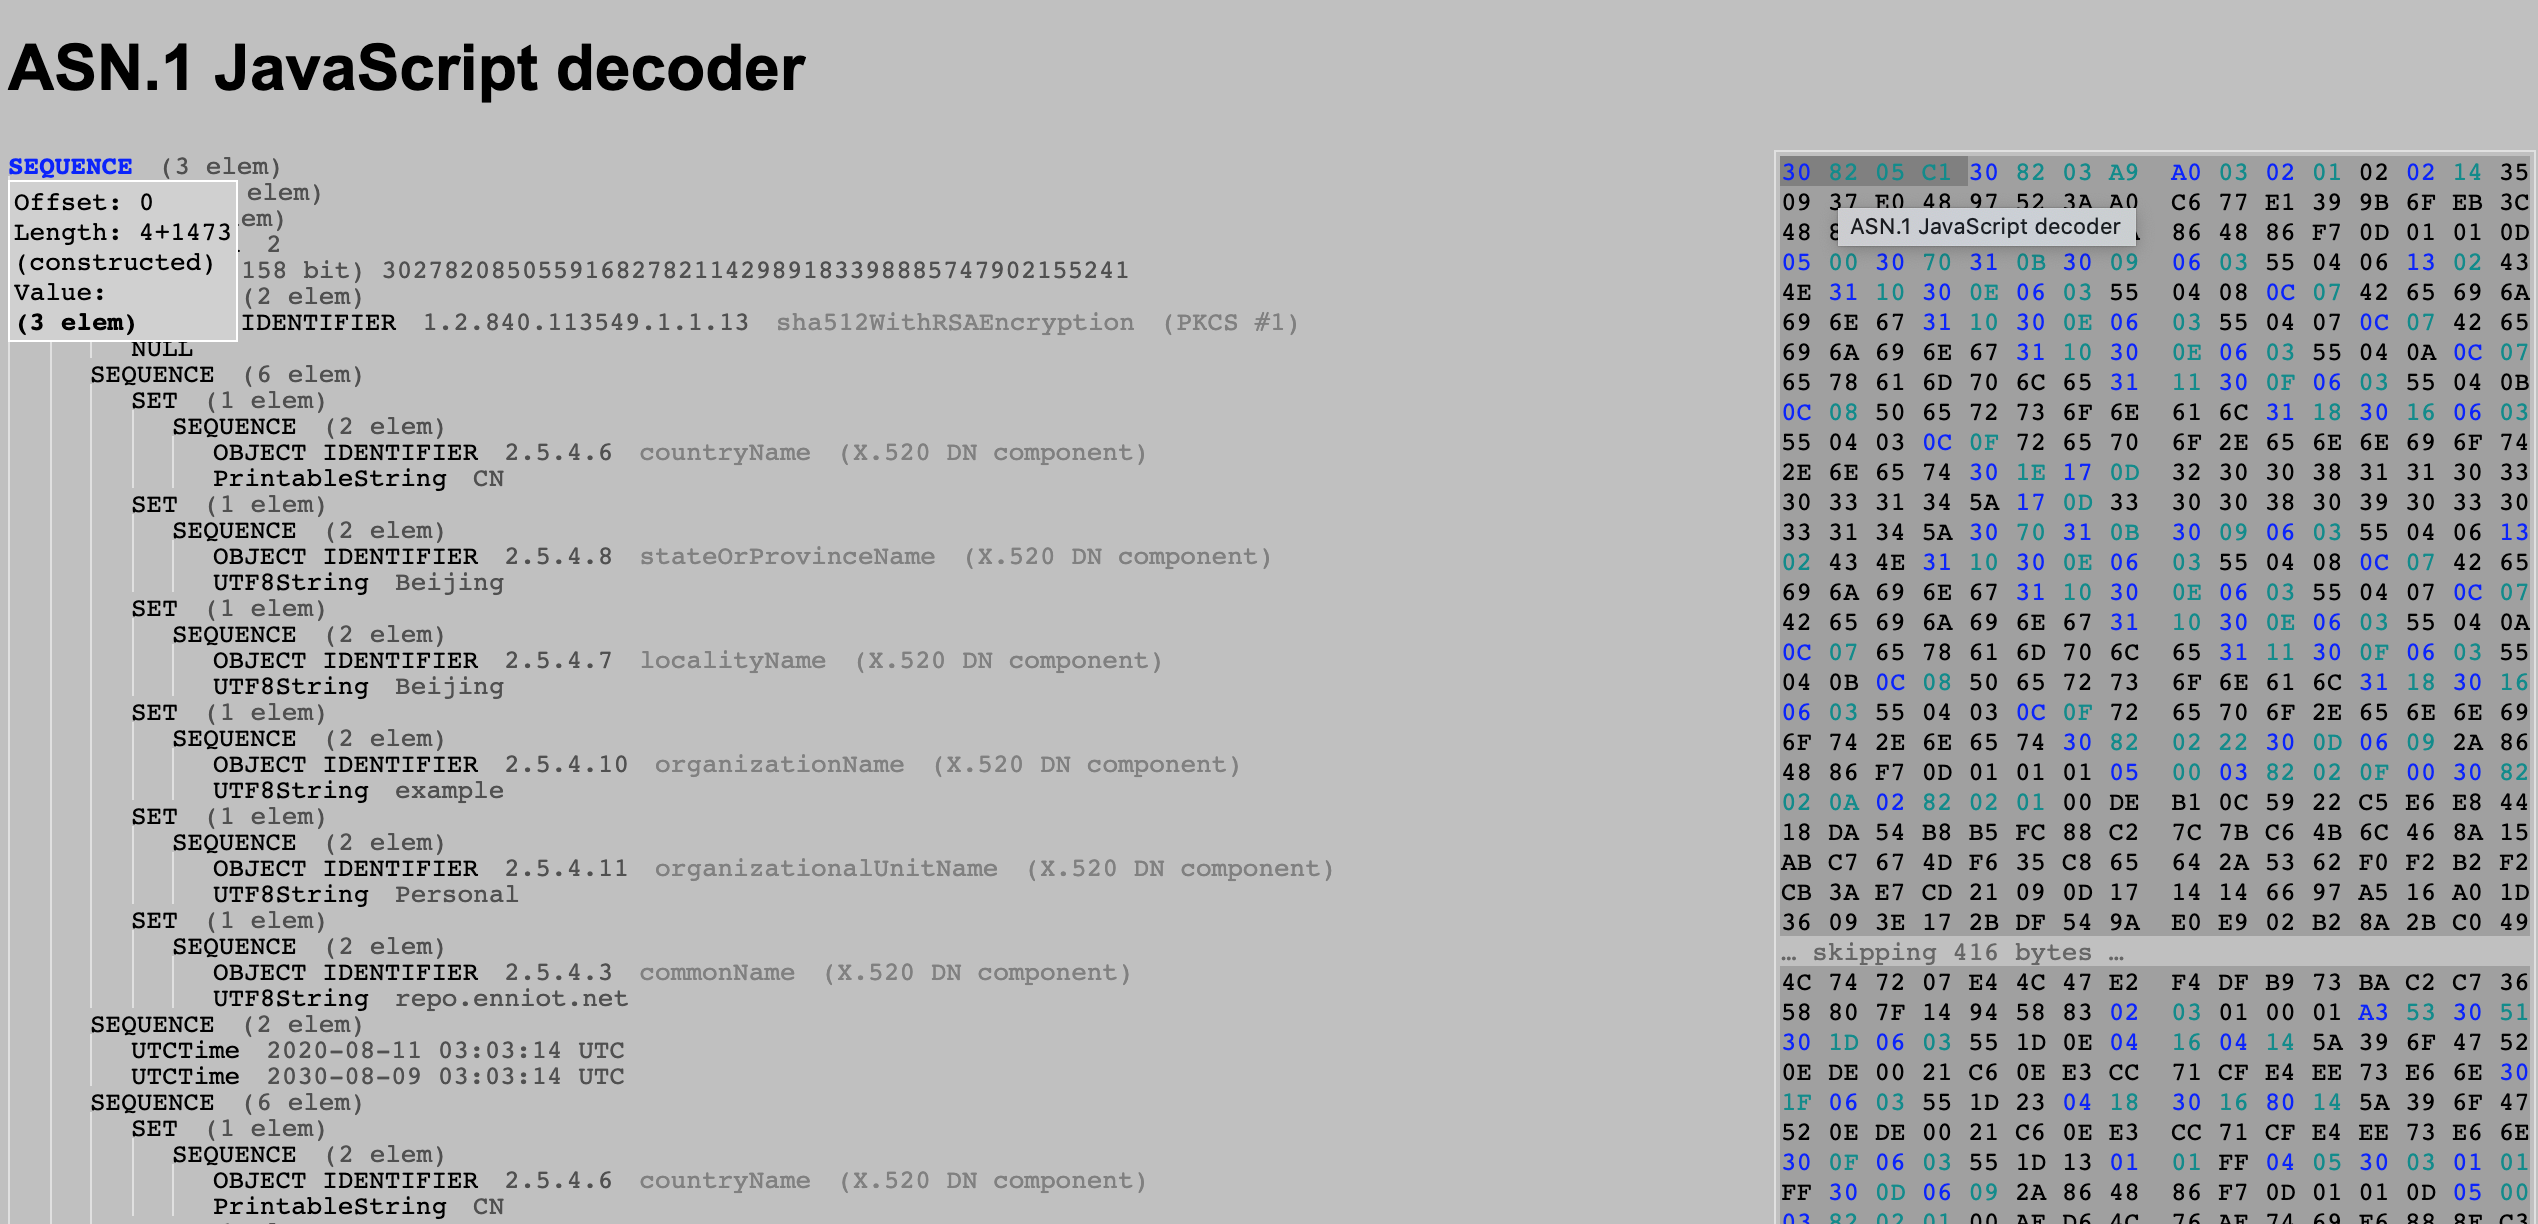 ASN.1 JavaScript decoder
SEQUENCE (3 elem)
Offset: 0
Length: 4+1473
(constructed)
Value:
(3 elem)
elem)
em)
2
158 bit) 302782085055916827821142989183398885747902155241
(2 elem)
IDENTIFIER 1.2.840.113549.1.1.13 sha512WithRSAEncryption (PKCS #1)
NULL
SEQUENCE (6 elem)
SET (1 elem)
SEQUENCE (2 elem)
OBJECT IDENTIFIER 2.5.4.6 countryName (X.520 DN component)
PrintableString CN
SET (1 elem)
SEQUENCE (2 elem)
OBJECT IDENTIFIER 2.5.4.8 stateOrProvinceName (X.520 DN component)
UTF8String Beijing
SET (1 elem)
SEQUENCE (2 elem)
OBJECT IDENTIFIER 2.5.4.7 localityName (X.520 DN component)
UTF8String Beijing
SET (1 elem)
SEQUENCE (2 elem)
OBJECT IDENTIFIER 2.5.4.10 organizationName (X.520 DN component)
UTF8String example
SET (1 elem)
SEQUENCE (2 elem)
OBJECT IDENTIFIER 2.5.4.11 organizationalUnitName (X.520 DN component)
UTF8String Personal
SET (1 elem)
SEQUENCE (2 elem)
OBJECT IDENTIFIER 2.5.4.3 commonName (X.520 DN component)
UTF8String repo.enniot.net
SEQUENCE (2 elem)
UTCTime 2020-08-11 03:03:14 UTC
UTCTime 2030-08-09 03:03:14 UTC
SEQUENCE (6 elem)
SET (1 elem)
SEQUENCE (2 elem)
OBJECT IDENTIFIER 2.5.4.6 countryName (X.520 DN component)
PrintableString CN
30 82 05 C1 30 82 03 A9 A0 03 02 01 02 02 14 35
09 37 E0 48 97 52 3A A0 C6 77 E1 39 9B 6F EB 3C
ASN.1 JavaScript decoder
48 86 48 86 F7 0D 01 01 0D
05 00 30 70 31 0B 30 09 06 03 55 04 06 13 02 43
4E 31 10 30 0E 06 03 55 04 08 0C 07 42 65 69 6A
69 6E 67 31 10 30 0E 06 03 55 04 07 0C 07 42 65
69 6A 69 6E 67 31 10 30 0E 06 03 55 04 0A 0C 07
65 78 61 6D 70 6C 65 31 11 30 0F 06 03 55 04 0B
0C 08 50 65 72 73 6F 6E 61 6C 31 18 30 16 06 03
55 04 03 0C 0F 72 65 70 6F 2E 65 6E 6E 69 6F 74
2E 6E 65 74 30 1E 17 0D 32 30 30 38 31 31 30 33
30 33 31 34 5A 17 0D 33 30 30 38 30 39 30 33 30
33 31 34 5A 30 70 31 0B 30 09 06 03 55 04 06 13
02 43 4E 31 10 30 0E 06 03 55 04 08 0C 07 42 65
69 6A 69 6E 67 31 10 30 0E 06 03 55 04 07 0C 07
42 65 69 6A 69 6E 67 31 10 30 0E 06 03 55 04 0A
0C 07 65 78 61 6D 70 6C 65 31 11 30 0F 06 03 55
04 0B 0C 08 50 65 72 73 6F 6E 61 6C 31 18 30 16
06 03 55 04 03 0C 0F 72 65 70 6F 2E 65 6E 6E 69
6F 74 2E 6E 65 74 30 82 02 22 30 0D 06 09 2A 86
48 86 F7 0D 01 01 01 05 00 03 82 02 0F 00 30 82
02 0A 02 82 02 01 00 DE B1 0C 59 22 C5 E6 E8 44
18 DA 54 B8 B5 FC 88 C2 7C 7B C6 4B 6C 46 8A 15
AB C7 67 4D F6 35 C8 65 64 2A 53 62 F0 F2 B2 F2
CB 3A E7 CD 21 09 0D 17 14 14 66 97 A5 16 A0 1D
36 09 3E 17 2B DF 54 9A E0 E9 02 B2 8A 2B C0 49
… skipping 416 bytes …
4C 74 72 07 E4 4C 47 E2 F4 DF B9 73 BA C2 C7 36
58 80 7F 14 94 58 83 02 03 01 00 01 A3 53 30 51
30 1D 06 03 55 1D 0E 04 16 04 14 5A 39 6F 47 52
0E DE 00 21 C6 0E E3 CC 71 CF E4 EE 73 E6 6E 30
1F 06 03 55 1D 23 04 18 30 16 80 14 5A 39 6F 47
52 0E DE 00 21 C6 0E E3 CC 71 CF E4 EE 73 E6 6E
30 0F 06 03 55 1D 13 01 01 FF 04 05 30 03 01 01
FF 30 0D 06 09 2A 86 48 86 F7 0D 01 01 0D 05 00
03 82 02 01 00 AE D6 4C 76 AF 74 69 E6 88 8F C3